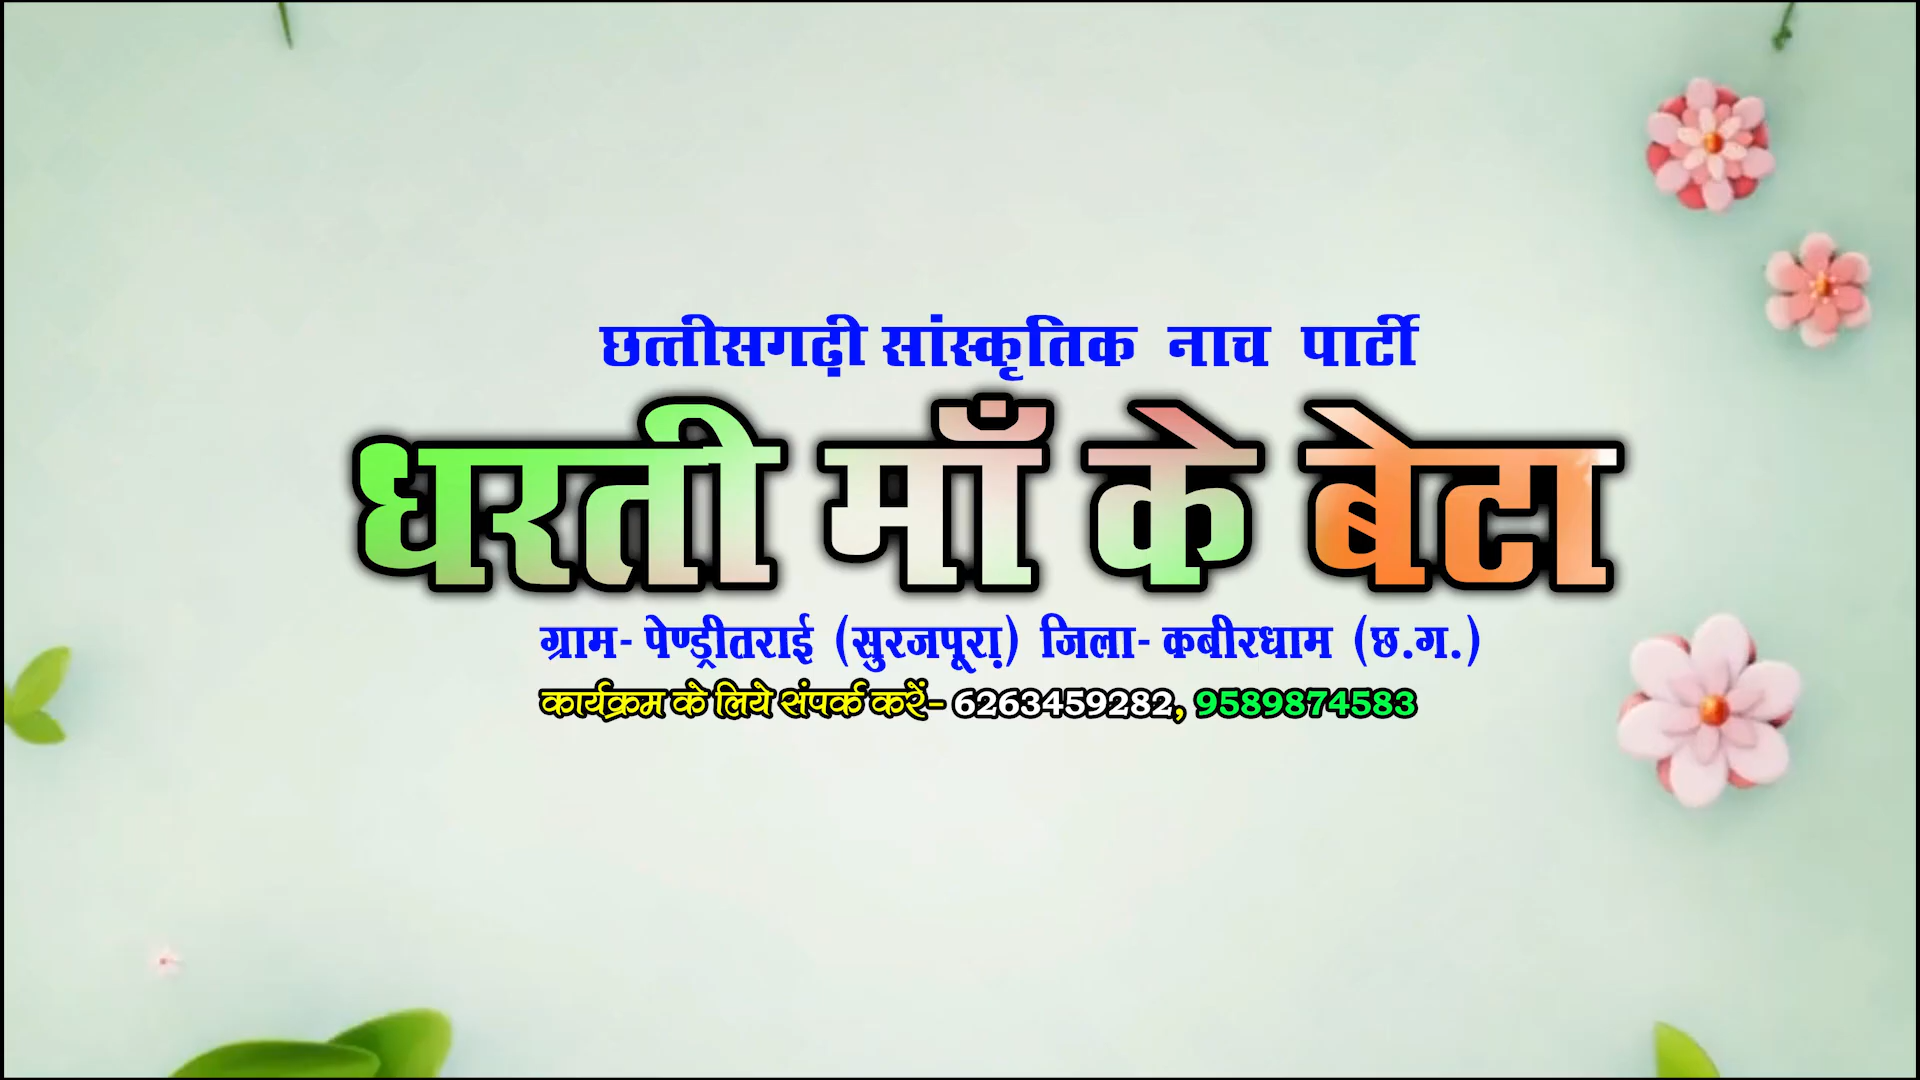 छत्तीसगढ़ी सांस्कृतिक नाच पार्टी
धरती माँ के बेटा
ग्राम- पेण्ड्रीतराई (सुरजपूरा़) जिला- कबीरधाम (छ.ग.)
कार्यक्रम के लिये संपर्क करें- 6263459282, 9589874583